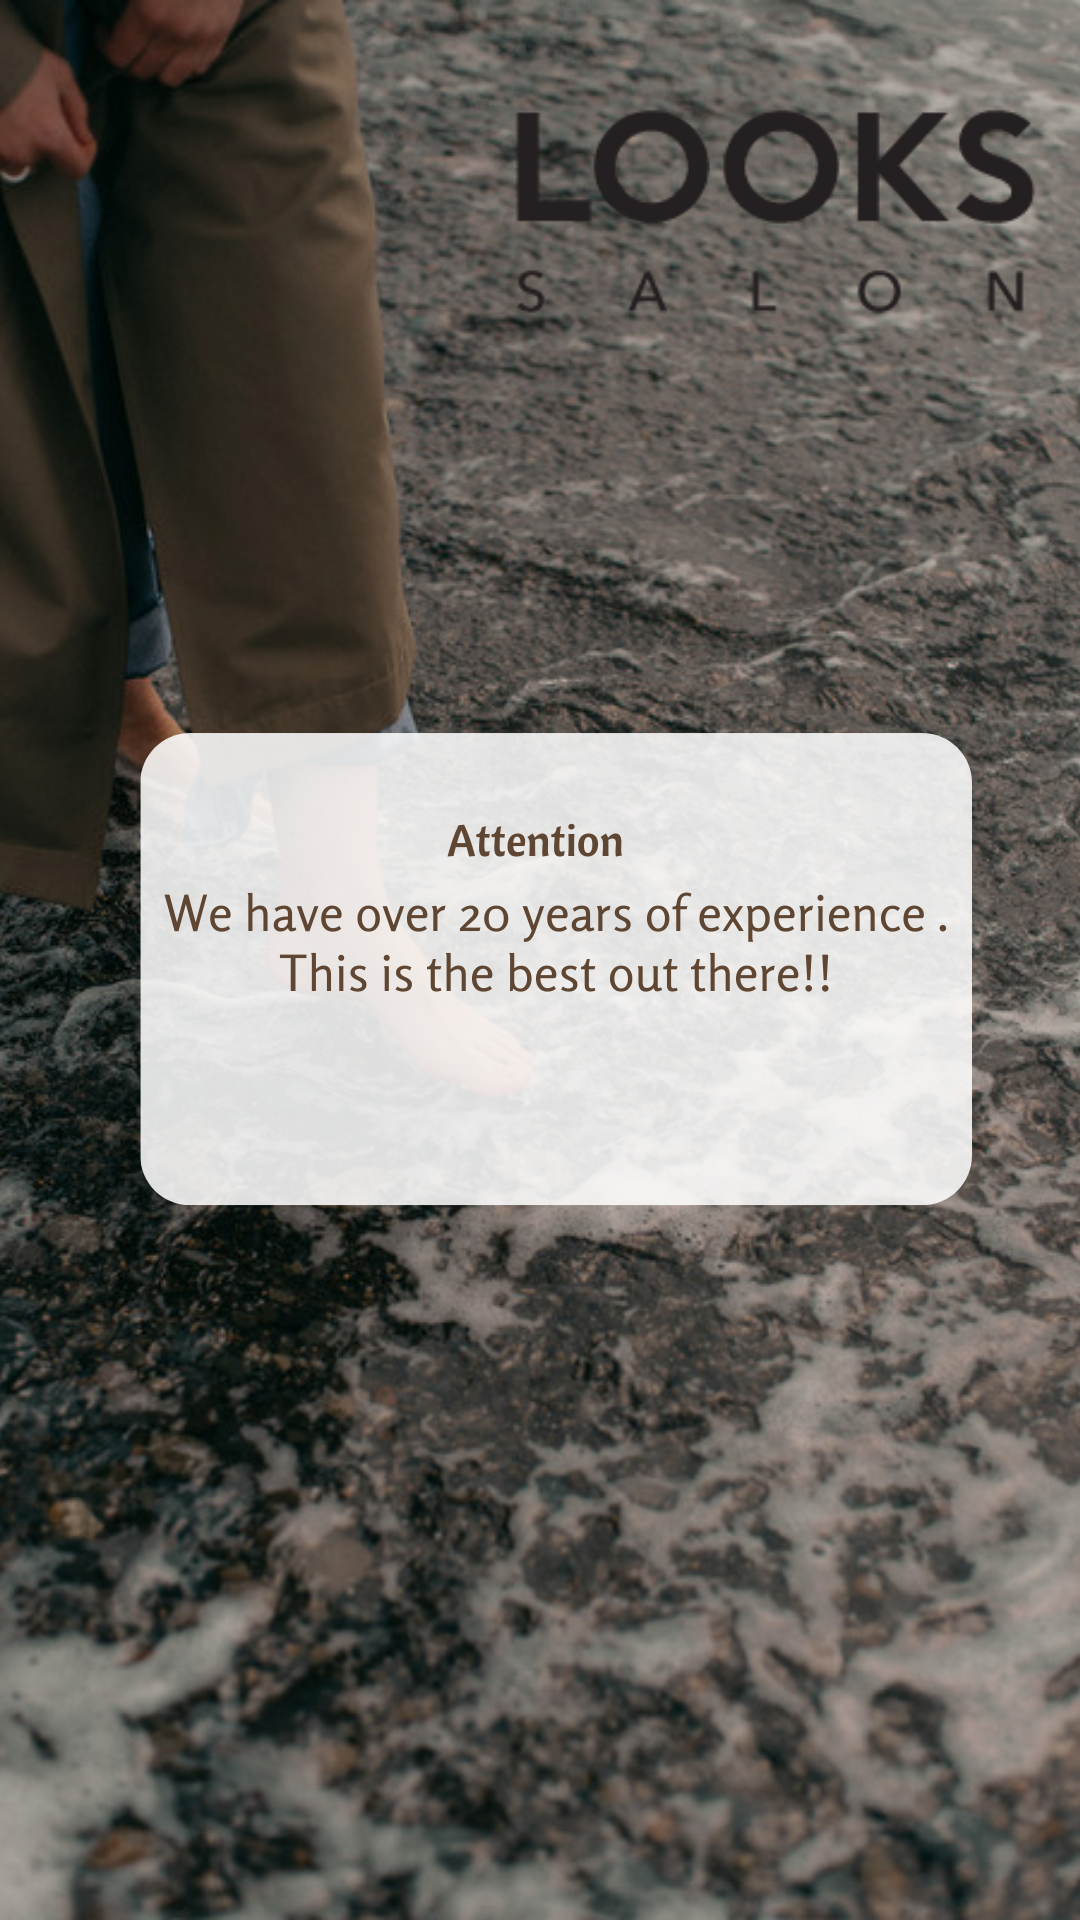 LOOKS
SALON
Attention
We have over 20 years of experience .
This is the best out there!!